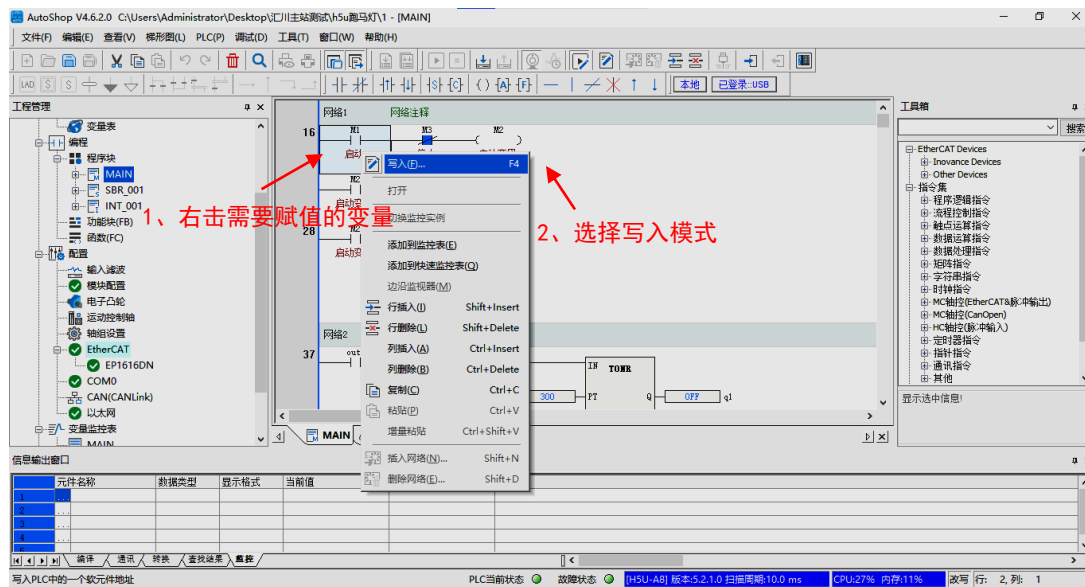 AutoShop V4.6.2.0 C:\Users\Administrator\Desktop\汇川主站测试\h5u跑马灯\1 - [MAIN]
文件(F) 编辑(E) 查看(V) 梯形图(L) PLC(P) 调试(D) 工具(T) 窗口(W) 帮助(H)
LAD S S 本地 已登录::USB
工程管理
变量表
编程
程序块
MAIN
SBR_001
INT_001
功能块(FB)
函数(FC)
配置
输入滤波
模块配置
电子凸轮
运动控制轴
轴组设置
EtherCAT
EP1616DN
COM0
CAN(CANLink)
以太网
变量监控表
MAIN
网络1 网络注释
16 M1 M3 M2
启动
M2
启动变
28 M2
启动变
网络2
37 out
IN TONR
300 PT Q OFF q1
MAIN
写入(F)... F4
打开
切换监控实例
添加到监控表(E)
添加到快速监控表(Q)
边沿监视器(M)
行插入(I) Shift+Insert
行删除(L) Shift+Delete
列插入(A) Ctrl+Insert
列删除(B) Ctrl+Delete
复制(C) Ctrl+C
粘贴(P) Ctrl+V
增量粘贴 Ctrl+Shift+V
插入网络(N)... Shift+N
删除网络(E)... Shift+D
1、右击需要赋值的变量
2、选择写入模式
工具箱
搜索
EtherCAT Devices
Inovance Devices
Other Devices
指令集
程序逻辑指令
流程控制指令
触点运算指令
数据运算指令
数据处理指令
矩阵指令
字符串指令
时钟指令
MC轴控(EtherCAT&脉冲输出)
MC轴控(CanOpen)
HC轴控(脉冲输入)
定时器指令
指针指令
通讯指令
其他
显示选中信息!
信息输出窗口
元件名称 数据类型 显示格式 当前值
1 ...
2 ...
3 ...
4 ...
编译 通讯 转换 查找结果 监控
写入PLC中的一个软元件地址 PLC当前状态 故障状态 [H5U-A8] 版本:5.2.1.0 扫描周期:10.0 ms CPU:27% 内存:11% 改写 行: 2, 列: 1